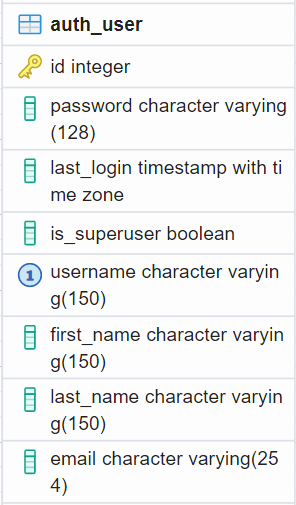 auth_user
id integer
password character varying
(128)
last_login timestamp with ti
me zone
is_superuser boolean
1
username character varyin
g(150)
first_name character varyin
g(150)
last_name character varyin
g(150)
email character varying(25
4)